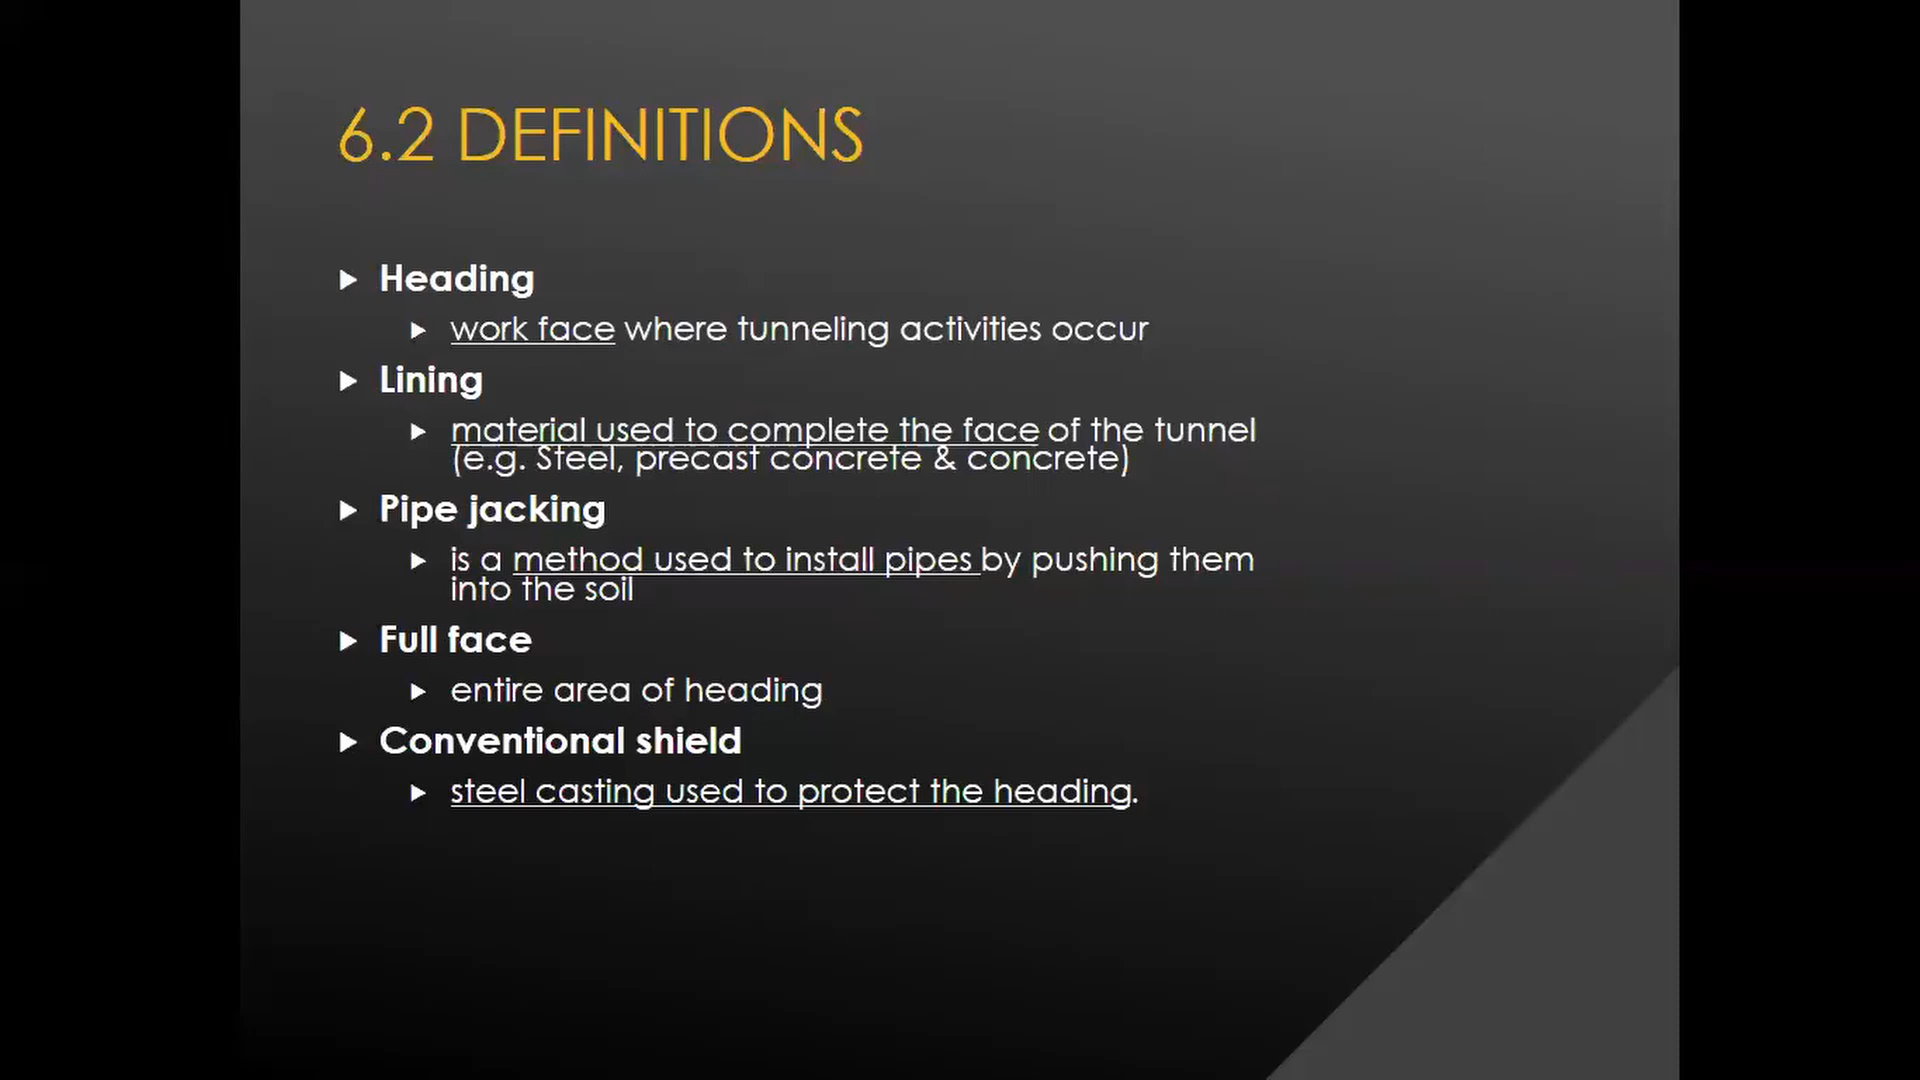 6.2 DEFINITIONS
Heading
work face where tunneling activities occur
Lining
material used to complete the face of the tunnel
(e.g. Steel, precast concrete & concrete)
Pipe jacking
is a method used to install pipes by pushing them
into the soil
Full face
entire area of heading
Conventional shield
steel casting used to protect the heading.